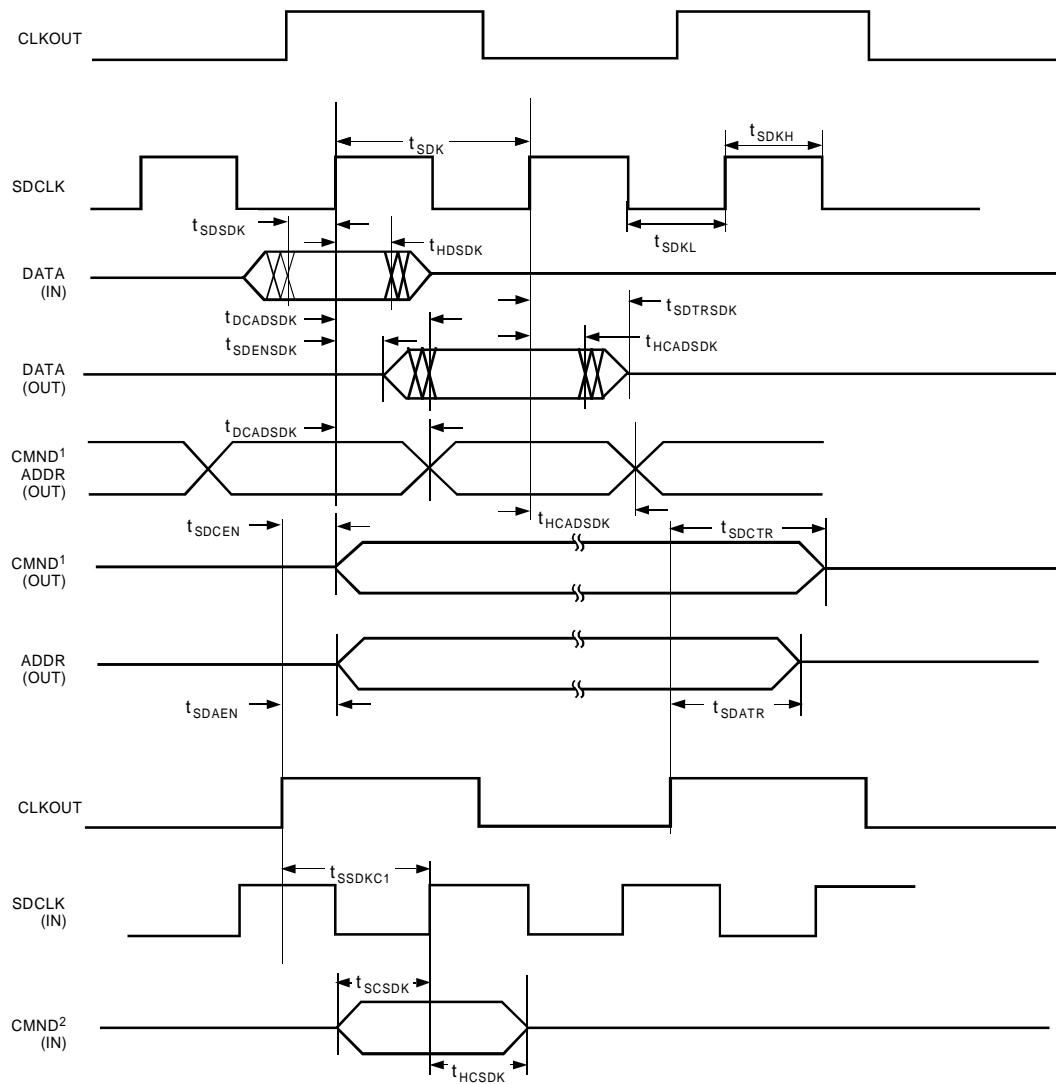 CLKOUT
tSDK
tSDKH
SDCLK
tSDSDK
tHDSDK
tSDKL
DATA
(IN)
tDCADSDK
tSDTRSDK
tSDENSDK
tHCADSDK
DATA
(OUT)
tDCADSDK
CMND1
ADDR
(OUT)
tSDCEN
tHCADSDK
tSDCTR
CMND1
(OUT)
ADDR
(OUT)
tSDAEN
tSDATR
CLKOUT
tSSDKC1
SDCLK
(IN)
tSCSDK
CMND2
(IN)
tHCSDK